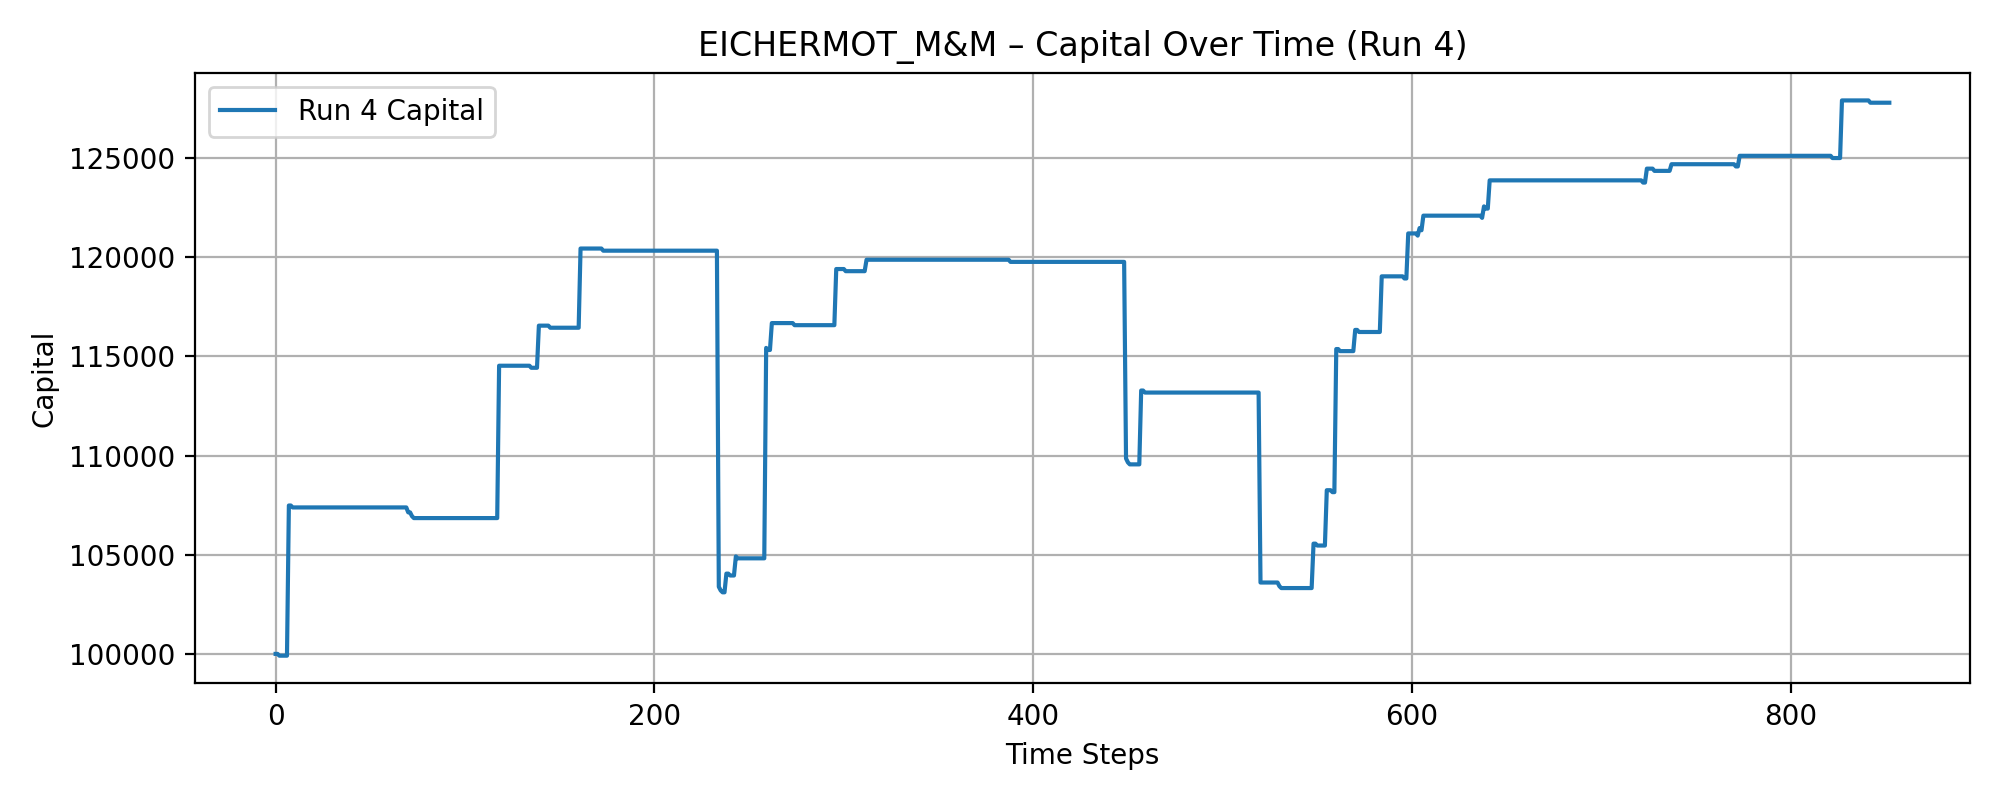 EICHERMOT_M&M – Capital Over Time (Run 4)
Run 4 Capital
125000
120000
115000
110000
105000
100000
Capital
0 200 400 600 800
Time Steps